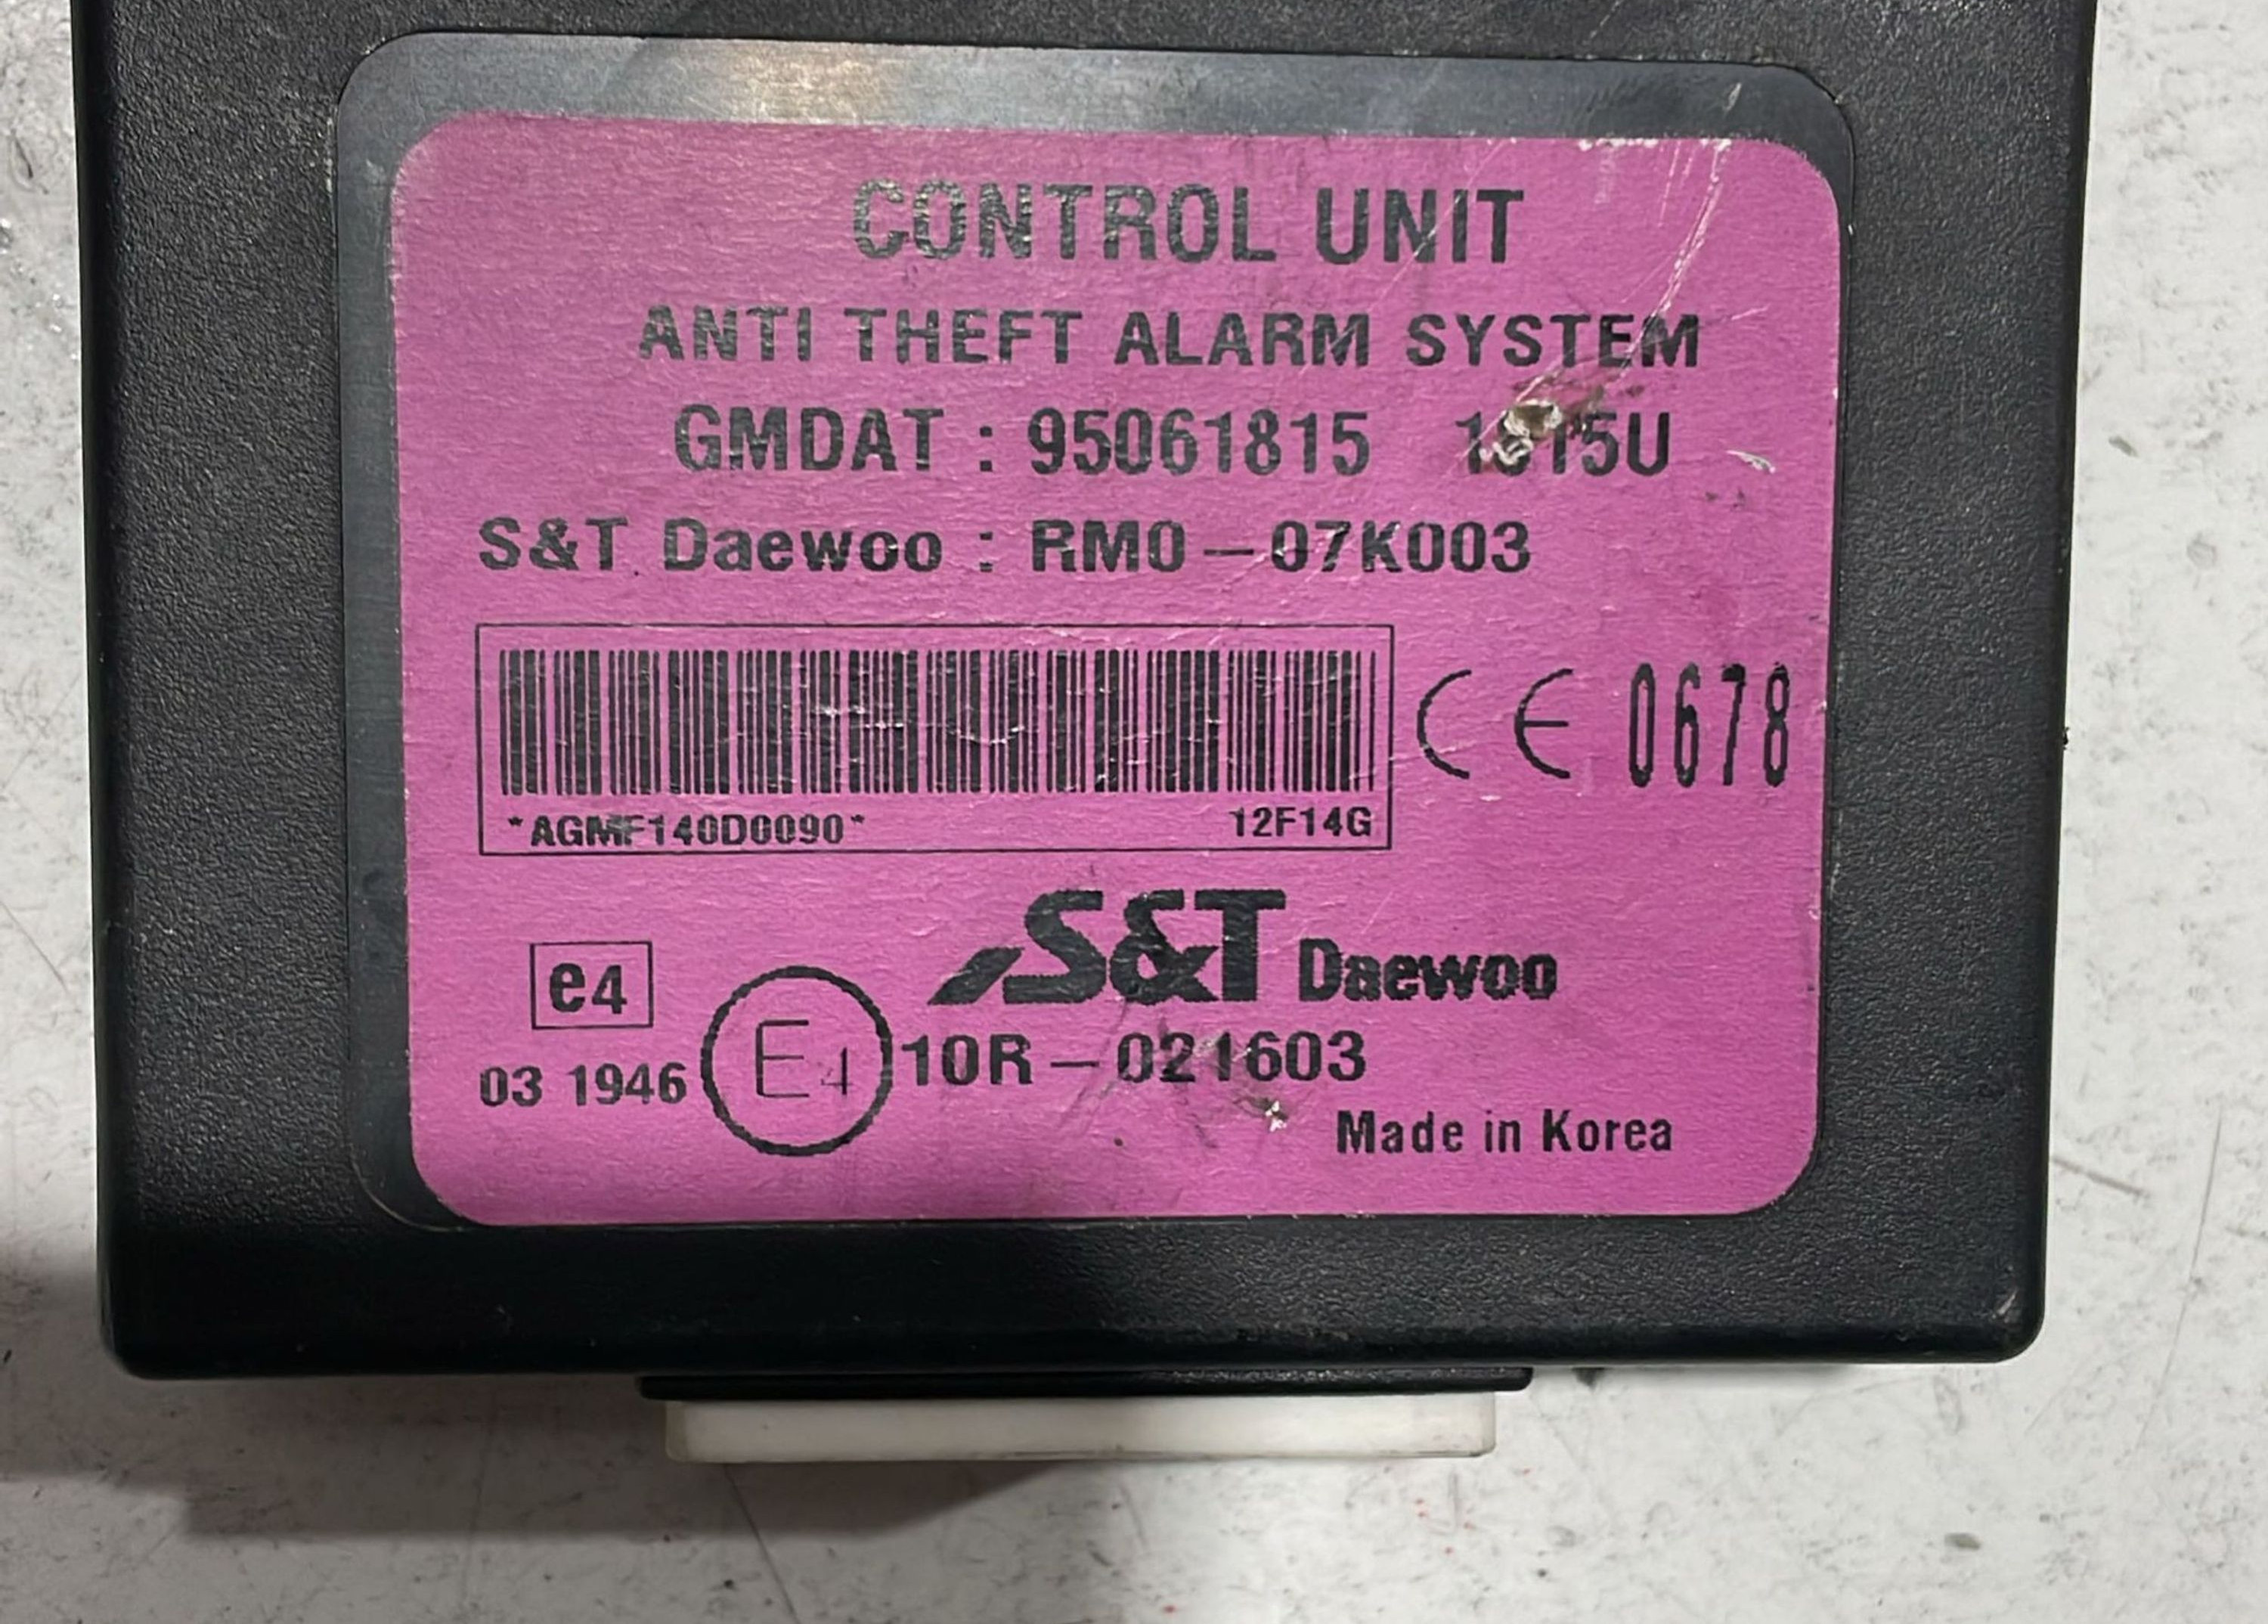 CONTROL UNIT
ANTI THEFT ALARM SYSTEM
GMDAT : 95061815
S&T Daewoo : RM0-07K003
CE 0678
*AGMF140D0090* 12F14G
S&T Daewoo
e4
03 1946 E4 10R-021603
Made in Korea